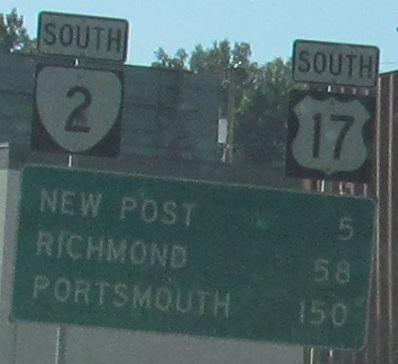 SOUTH SOUTH
2 17
NEW POST 5
RICHMOND 58
PORTSMOUTH 150